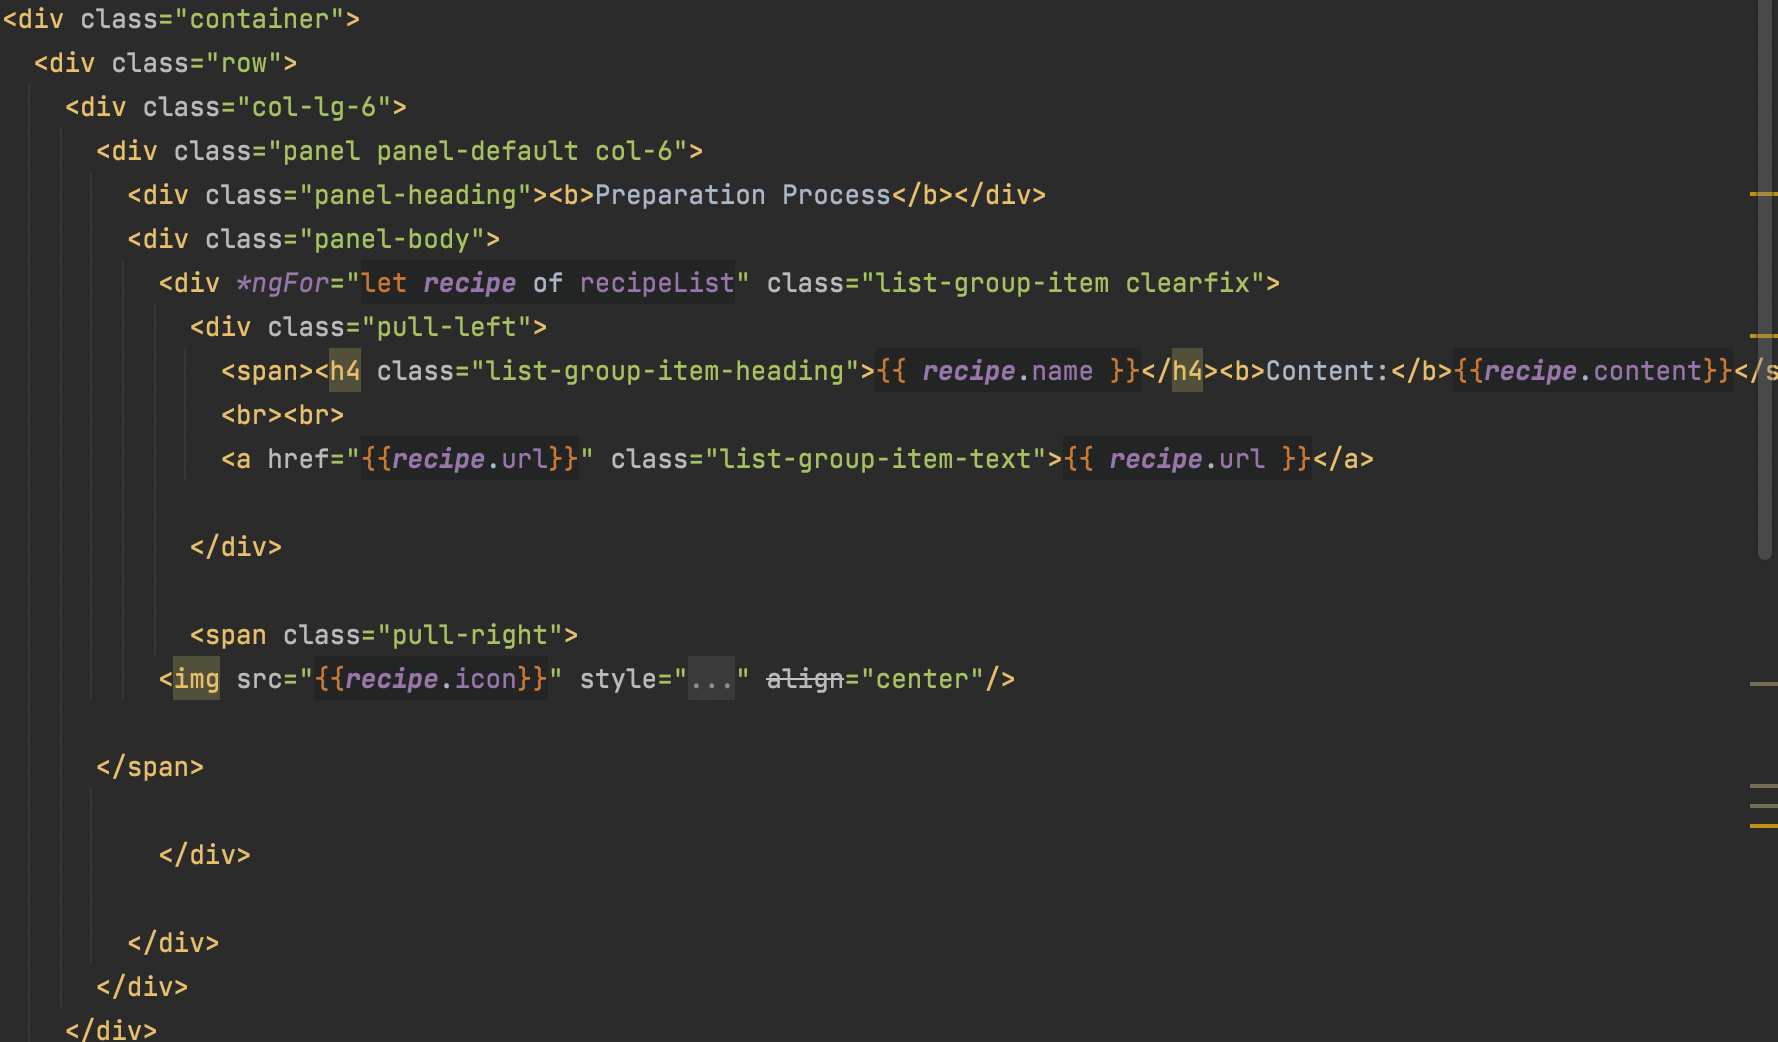 <div class="container">
<div class="row">
<div class="col-lg-6">
<div class="panel panel-default col-6">
<div class="panel-heading"><b>Preparation Process</b></div>
<div class="panel-body">
<div *ngFor="let recipe of recipeList" class="list-group-item clearfix">
<div class="pull-left">
<span><h4 class="list-group-item-heading">{{ recipe.name }}</h4><b>Content:</b>{{recipe.content}}</s
<br><br>
<a href="{{recipe.url}}" class="list-group-item-text">{{ recipe.url }}</a>
</div>
<span class="pull-right">
<img src="{{recipe.icon}}" style="..." align="center"/>
</span>
</div>
</div>
</div>
</div>